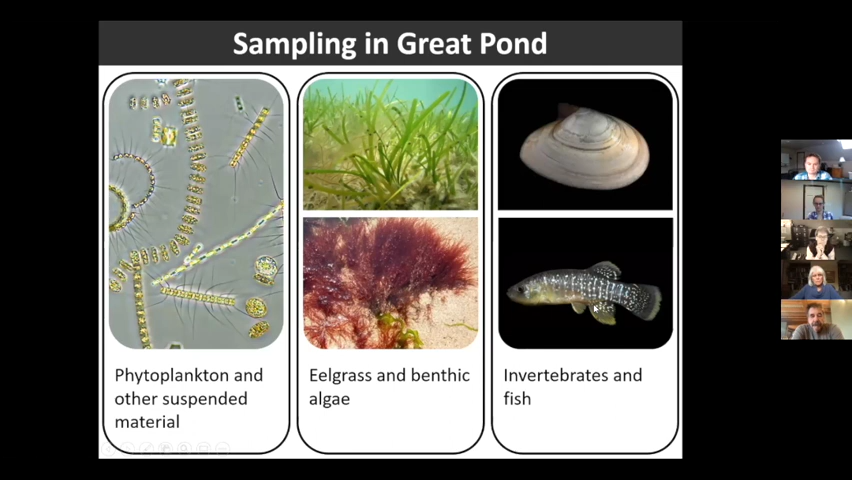 Sampling in Great Pond
Phytoplankton and
other suspended
material
Eelgrass and benthic
algae
Invertebrates and
fish